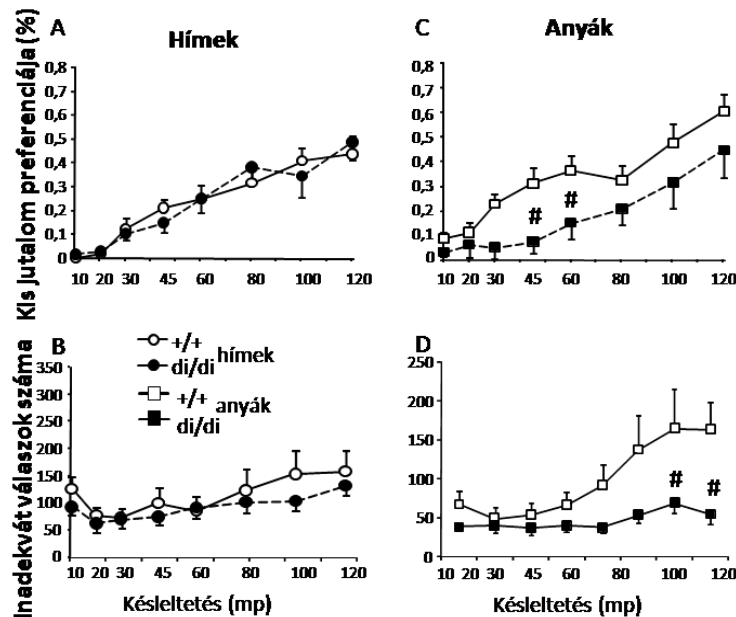 A
Hímek
Kis jutalom preferenciája (%)
0,8
0,7
0,6
0,5
0,4
0,3
0,2
0,1
0
10 20 30 45 60 80 100 120
C
Anyák
0,8
0,7
0,6
0,5
0,4
0,3
0,2
0,1
0
# #
10 20 30 45 60 80 100 120
B
+/+
di/di
hímek
+/+
di/di
anyák
Inadekvát válaszok száma
350
300
250
200
150
100
50
0
10 20 30 45 60 80 100 120
Késleltetés (mp)
D
250
200
150
100
50
0
# #
10 20 30 45 60 80 100 120
Késleltetés (mp)